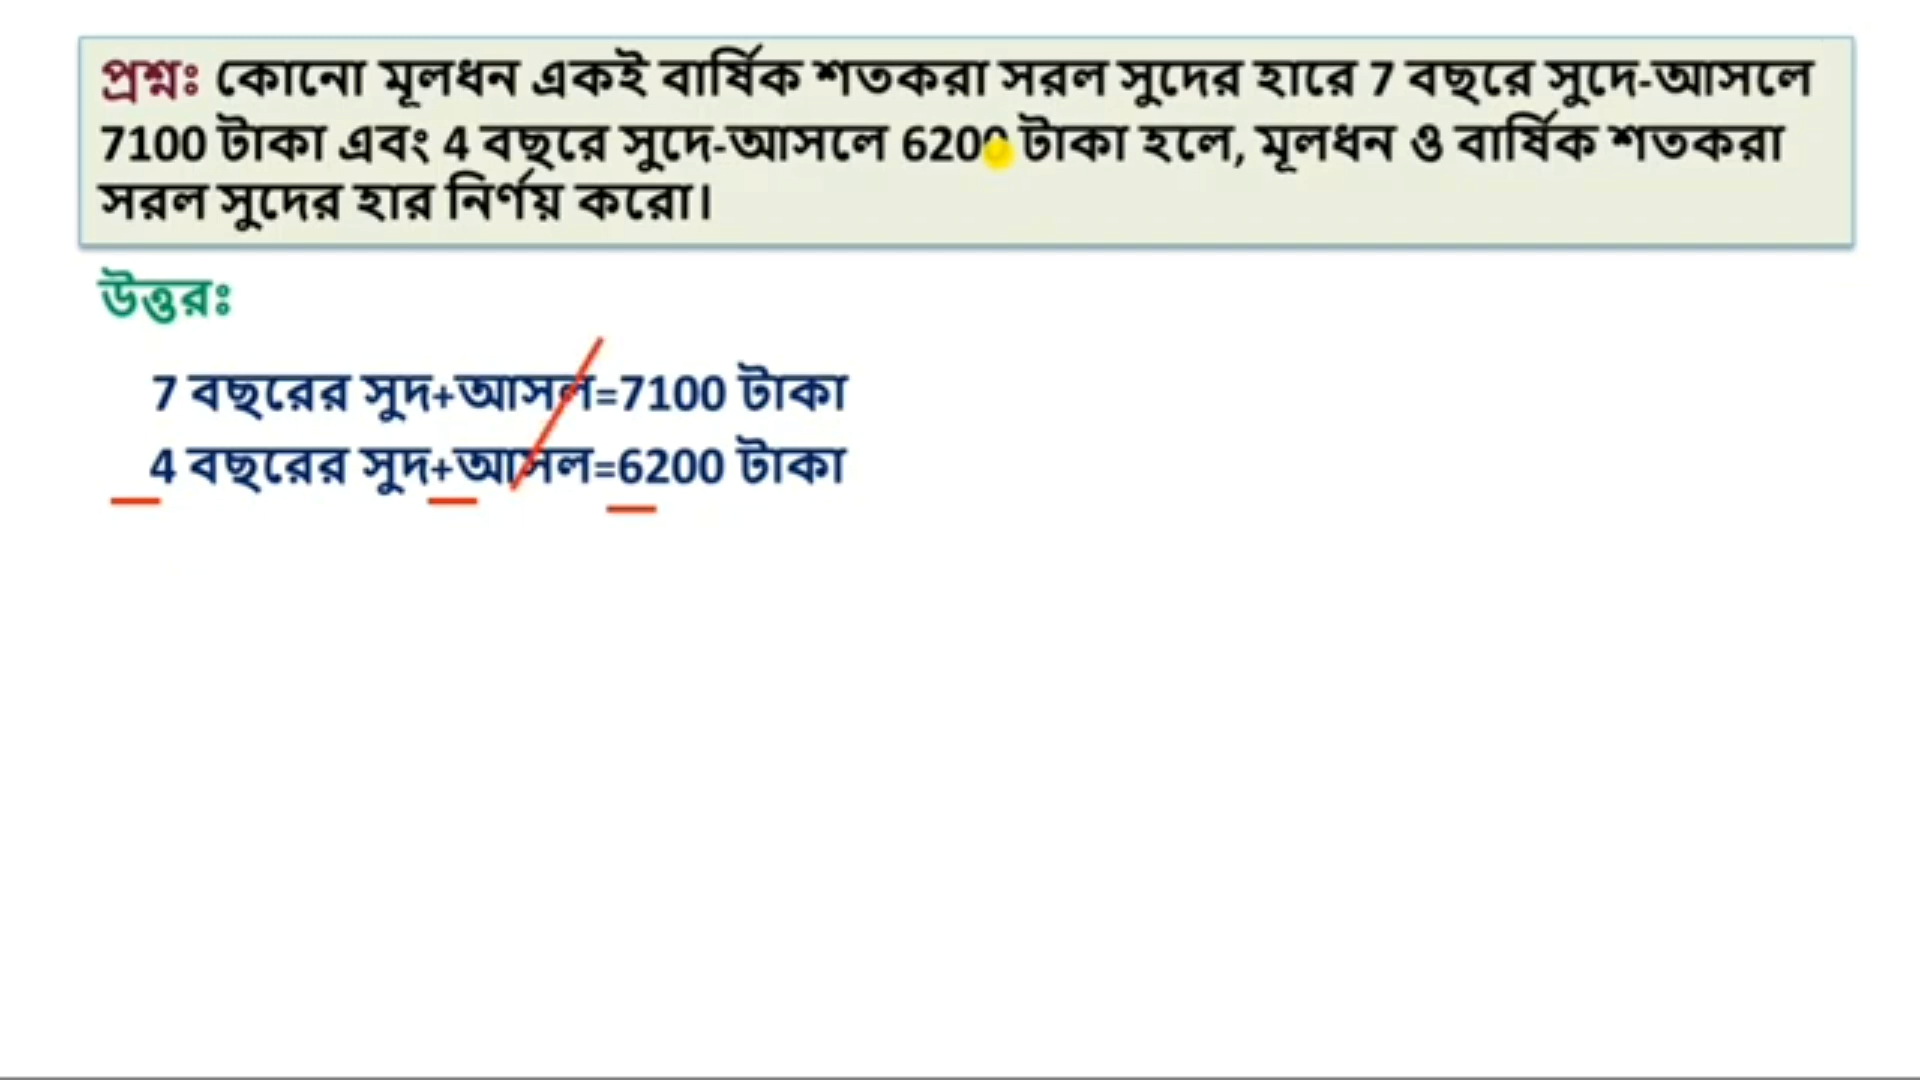 প্রশ্নঃ কোনো মূলধন একই বার্ষিক শতকরা সরল সুদের হারে 7 বছরে সুদে-আসলে
7100 টাকা এবং 4 বছরে সুদে-আসলে 6200 টাকা হলে, মূলধন ও বার্ষিক শতকরা
সরল সুদের হার নির্ণয় করো।
উত্তরঃ
7 বছরের সুদ+আসল=7100 টাকা
4 বছরের সুদ+আসল=6200 টাকা